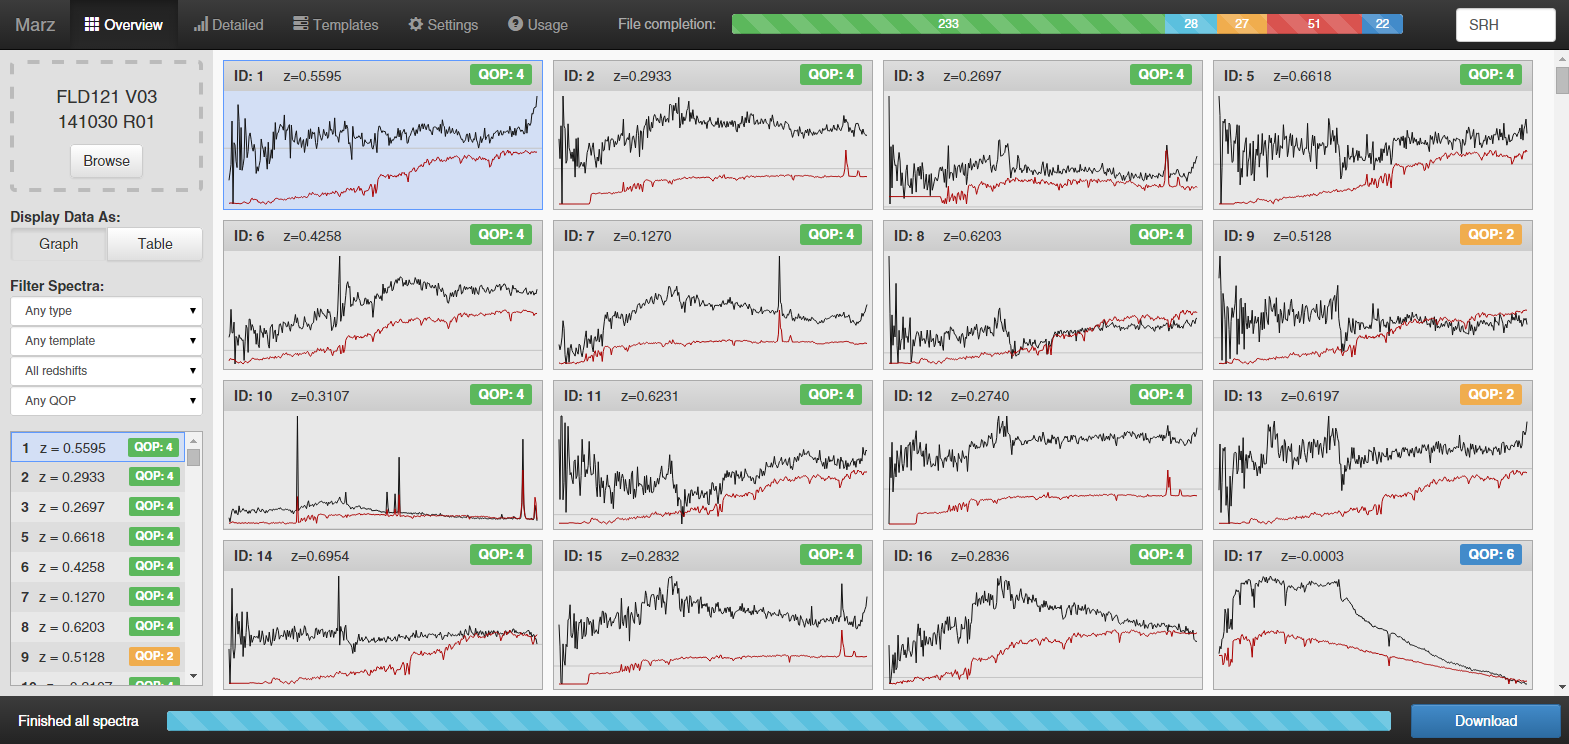 Marz Overview Detailed Templates Settings Usage File completion: 233 28 27 51 22 SRH
FLD121 V03
141030 R01
Browse
Display Data As:
Graph Table
Filter Spectra:
Any type
Any template
All redshifts
Any QOP
1 z = 0.5595 QOP: 4
2 z = 0.2933 QOP: 4
3 z = 0.2697 QOP: 4
5 z = 0.6618 QOP: 4
6 z = 0.4258 QOP: 4
7 z = 0.1270 QOP: 4
8 z = 0.6203 QOP: 4
9 z = 0.5128 QOP: 2
ID: 1 z=0.5595 QOP: 4
ID: 2 z=0.2933 QOP: 4
ID: 3 z=0.2697 QOP: 4
ID: 5 z=0.6618 QOP: 4
ID: 6 z=0.4258 QOP: 4
ID: 7 z=0.1270 QOP: 4
ID: 8 z=0.6203 QOP: 4
ID: 9 z=0.5128 QOP: 2
ID: 10 z=0.3107 QOP: 4
ID: 11 z=0.6231 QOP: 4
ID: 12 z=0.2740 QOP: 4
ID: 13 z=0.6197 QOP: 2
ID: 14 z=0.6954 QOP: 4
ID: 15 z=0.2832 QOP: 4
ID: 16 z=0.2836 QOP: 4
ID: 17 z=-0.0003 QOP: 6
Finished all spectra Download